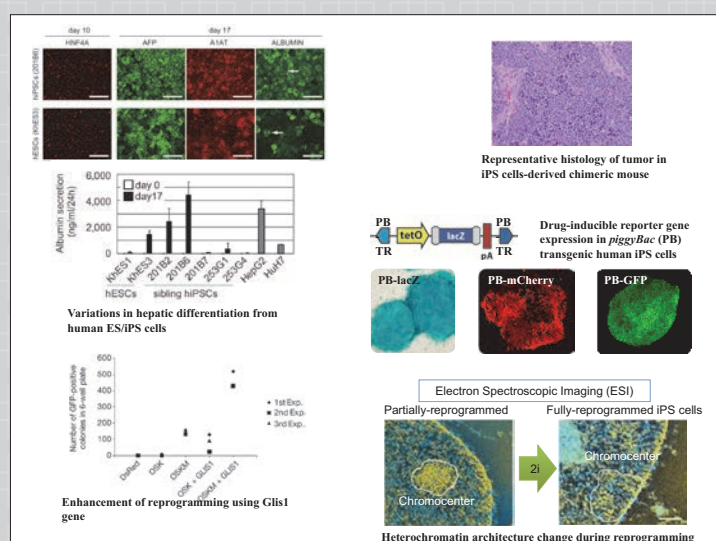 day 10
day 17
HNF4A
AFP
A1AT
ALBUMIN
hiPSCs (201B6)
hESCs (KhES3)
Albumin secretion
(ng/ml/24h)
6,000
4,000
2,000
0
day 0
day17
KhES1
KhES3
201B2
201B6
201B7
253G1
253G4
HepG2
HuH7
hESCs
sibling hiPSCs
Variations in hepatic differentiation from
human ES/iPS cells
Number of GFP-positive
colonies in 6-well plate
600
500
400
300
200
100
0
1st Exp.
2nd Exp.
3rd Exp.
DsRed
OSK
OSKM
OSK + GLIS1
OSKM + GLIS1
Enhancement of reprogramming using Glis1
gene
Representative histology of tumor in
iPS cells-derived chimeric mouse
PB
TR
tetO
lacZ
pA
PB
TR
Drug-inducible reporter gene
expression in piggyBac (PB)
transgenic human iPS cells
PB-lacZ
PB-mCherry
PB-GFP
Electron Spectroscopic Imaging (ESI)
Partially-reprogrammed
Fully-reprogrammed iPS cells
Chromocenter
2i
Chromocenter
Heterochromatin architecture change during reprogramming